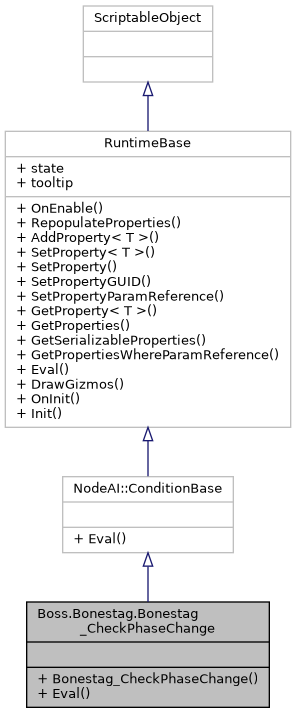 ScriptableObject
RuntimeBase
+ state
+ tooltip
+ OnEnable()
+ RepopulateProperties()
+ AddProperty< T >()
+ SetProperty< T >()
+ SetProperty()
+ SetPropertyGUID()
+ SetPropertyParamReference()
+ GetProperty< T >()
+ GetProperties()
+ GetSerializableProperties()
+ GetPropertiesWhereParamReference()
+ Eval()
+ DrawGizmos()
+ OnInit()
+ Init()
NodeAI::ConditionBase
+ Eval()
Boss.Bonestag.Bonestag
_CheckPhaseChange
+ Bonestag_CheckPhaseChange()
+ Eval()